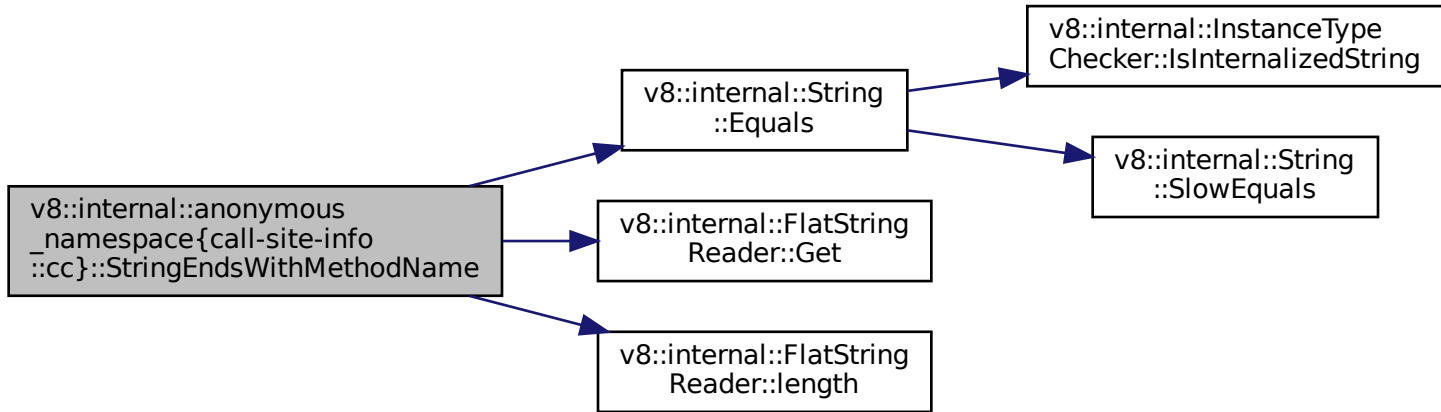 v8::internal::InstanceType
Checker::IsInternalizedString
v8::internal::String
::Equals
v8::internal::String
::SlowEquals
v8::internal::anonymous
_namespace{call-site-info
::cc}::StringEndsWithMethodName
v8::internal::FlatString
Reader::Get
v8::internal::FlatString
Reader::length